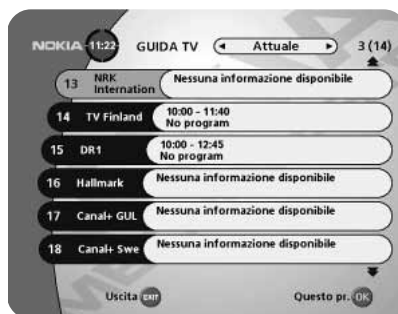 NOKIA 11:22 GUIDA TV Attuale 3 (14)
13 NRK Internation Nessuna informazione disponibile
14 TV Finland 10:00 - 11:40
No program
15 DR1 10:00 - 12:45
No program
16 Hallmark Nessuna informazione disponibile
17 Canal+ GUL Nessuna informazione disponibile
18 Canal+ Swe Nessuna informazione disponibile
Uscita EXIT Questo pr. OK